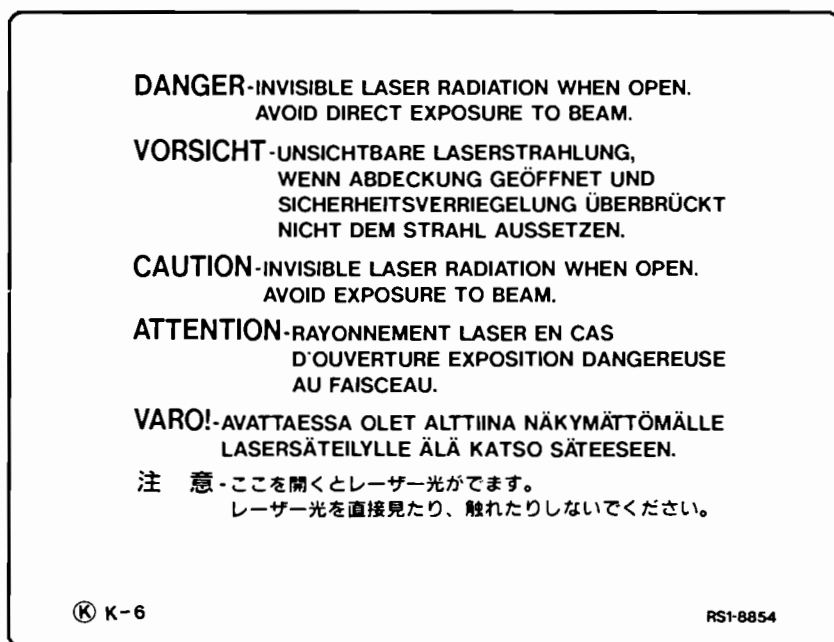 DANGER-INVISIBLE LASER RADIATION WHEN OPEN.
AVOID DIRECT EXPOSURE TO BEAM.
VORSICHT-UNSICHTBARE LASERSTRAHLUNG,
WENN ABDECKUNG GEÖFFNET UND
SICHERHEITSVERRIEGELUNG ÜBERBRÜCKT
NICHT DEM STRAHL AUSSETZEN.
CAUTION-INVISIBLE LASER RADIATION WHEN OPEN.
AVOID EXPOSURE TO BEAM.
ATTENTION-RAYONNEMENT LASER EN CAS
D'OUVERTURE EXPOSITION DANGEREUSE
AU FAISCEAU.
VARO!-AVATTAESSA OLET ALTTIINA NÄKYMÄTTÖMÄLLE
LASERSÄTEILYLLE ÄLÄ KATSO SÄTEESEEN.
注 意-ここを開くとレーザー光がでます。
レーザー光を直接見たり、触れたりしないでください。
Ⓚ K-6
RS1-8854